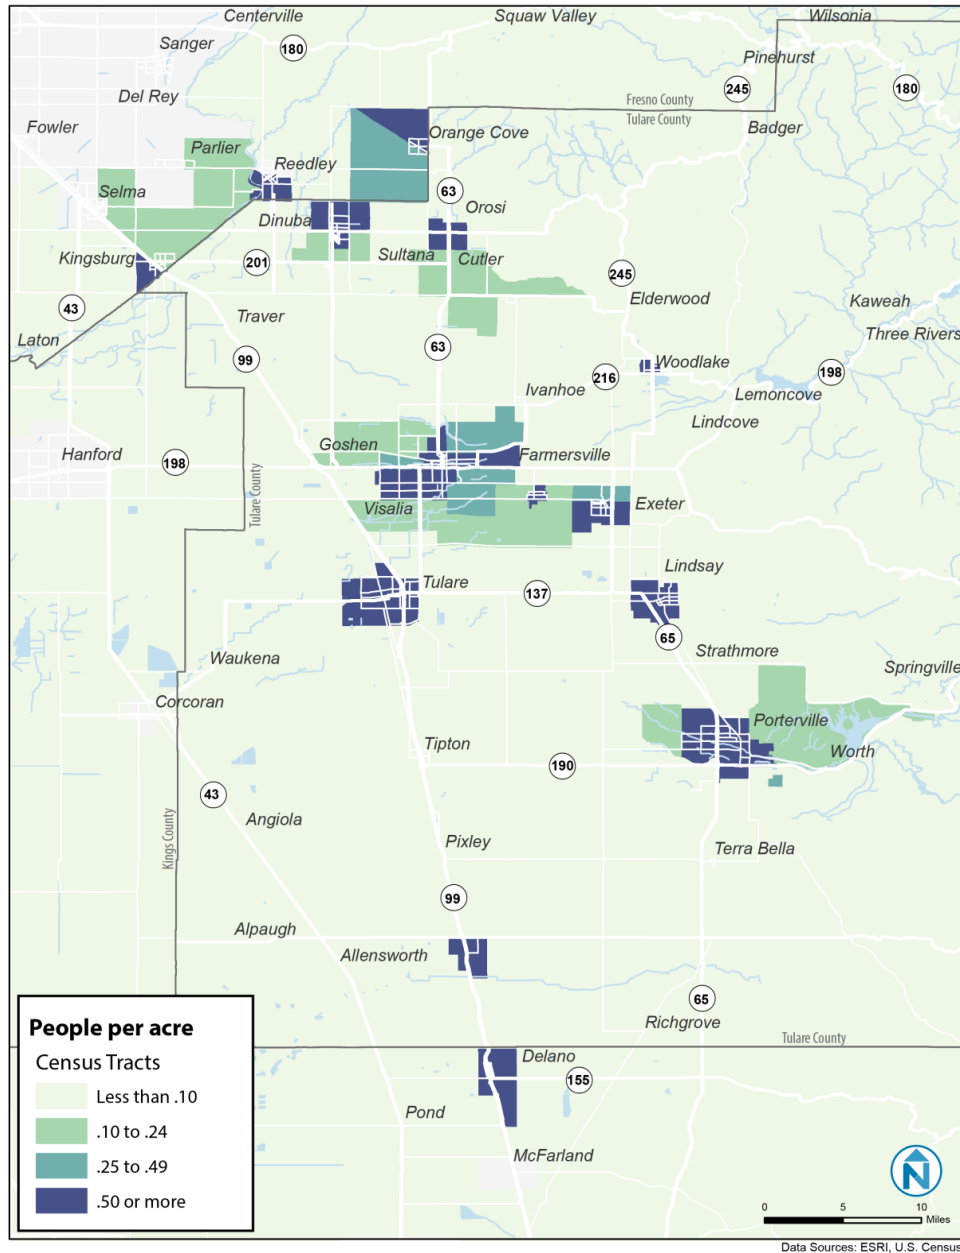 Centerville
Squaw Valley
Wilsonia
Sanger
180
Pinehurst
Del Rey
245
180
Fresno County
Tulare County
Fowler
Orange Cove
Badger
Parlier
Reedley
Selma
63
Orosi
Dinuba
Kingsburg
201
Sultana
Cutler
245
Elderwood
Kaweah
43
Traver
Three Rivers
Laton
99
63
Woodlake
216
198
Ivanhoe
Lemoncove
Lindcove
Goshen
Hanford
198
Farmersville
Tulare County
Visalia
Exeter
Lindsay
Tulare
137
65
Strathmore
Waukena
Springville
Corcoran
Porterville
Tipton
Worth
190
43
Angiola
Kings County
Pixley
Terra Bella
99
Alpaugh
Allensworth
65
Richgrove
People per acre
Census Tracts
Less than .10
.10 to .24
.25 to .49
.50 or more
Tulare County
Delano
155
Pond
McFarland
N
0 5 10
Miles
Data Sources: ESRI, U.S. Census